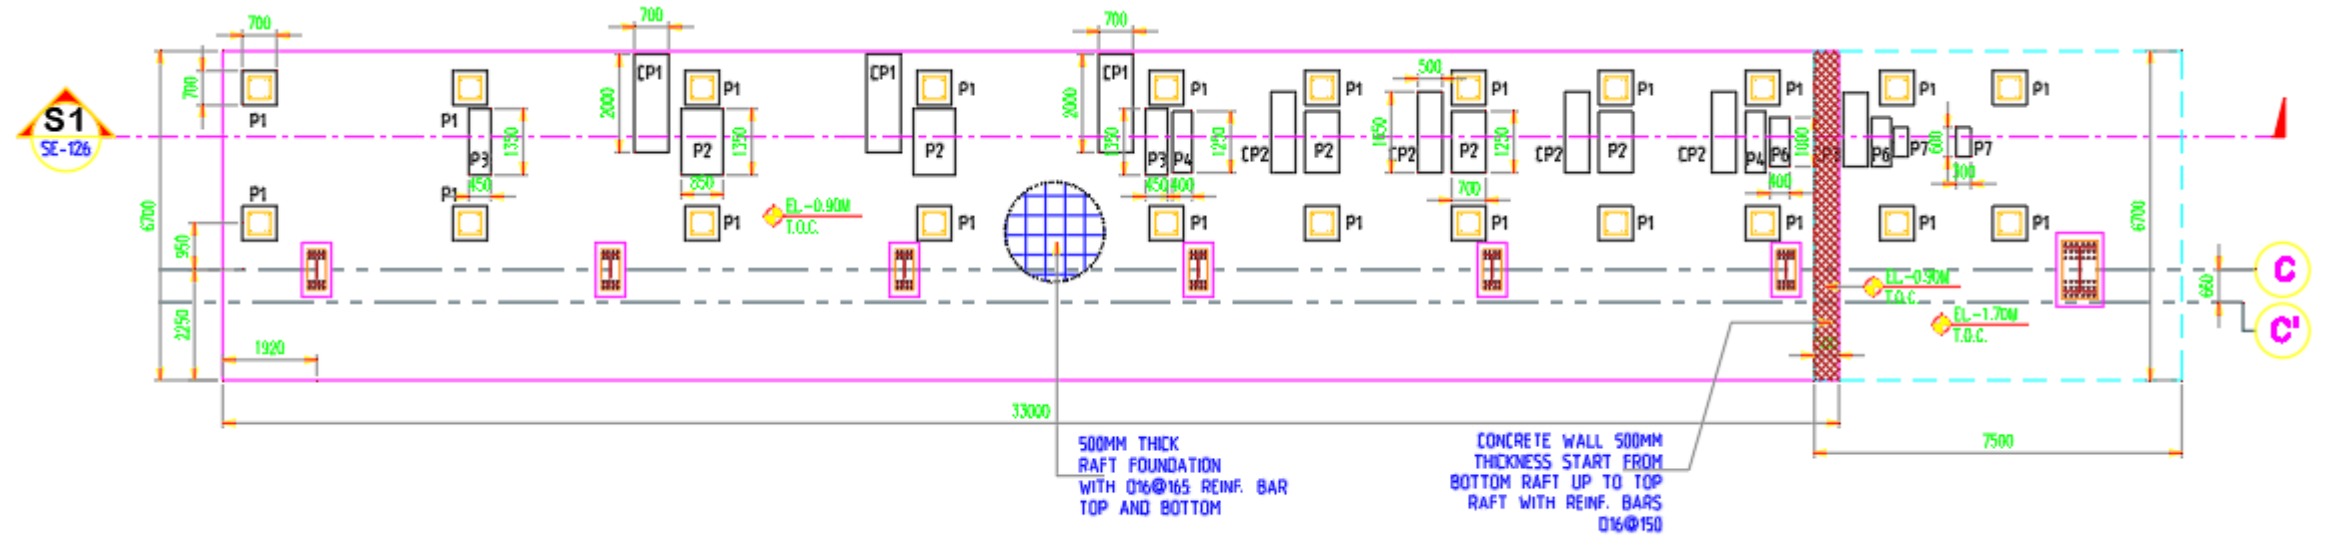 700
700
700
S1
SE-126
700
P1
P1
CP1
2000
P1
P2
1350
850
CP1
P1
P2
CP1
2000
1350
P1
P3
P4
1250
450
400
P3
1350
450
P1
CP2
P2
500
1650
CP2
P1
P2
1250
700
P1
CP2
P2
P1
CP2
P4
P6
1000
400
P1
P6
P7
600
P1
P7
300
P1
P1
P1
P1
P1
P1
P1
P1
P1
P1
P1
EL.-0.90M
T.O.C.
6700
950
2250
1920
6700
EL.-0.90M
T.O.C.
EL.-1.70M
T.O.C.
660
C
C'
33000
7500
500MM THICK
RAFT FOUNDATION
WITH D16@165 REINF. BAR
TOP AND BOTTOM
CONCRETE WALL 500MM
THICKNESS START FROM
BOTTOM RAFT UP TO TOP
RAFT WITH REINF. BARS
D16@150